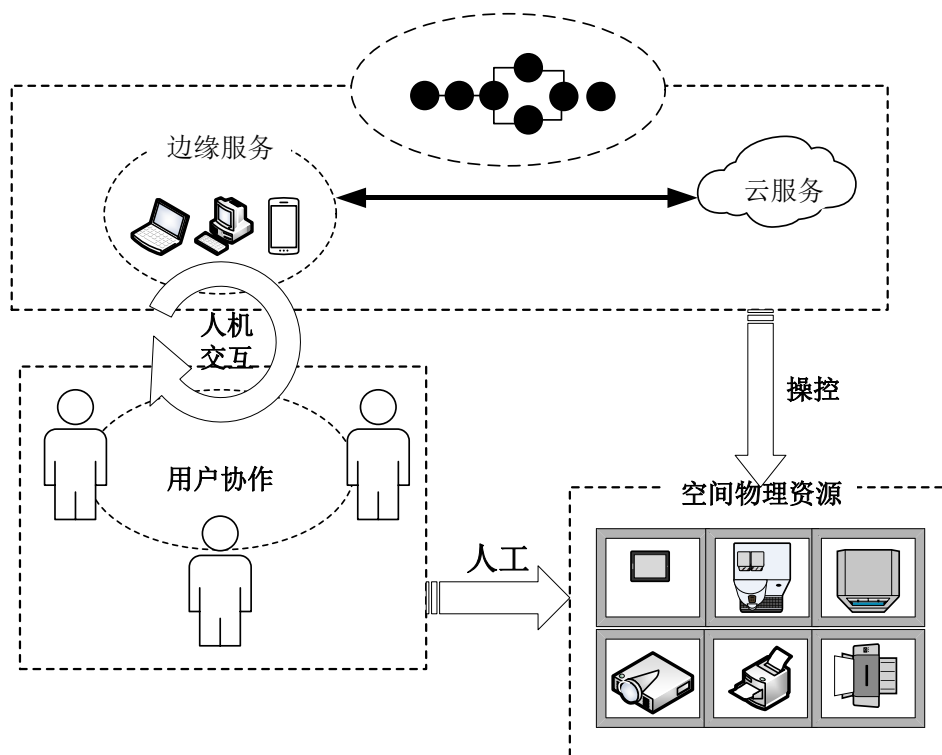 边缘服务
云服务
人机
交互
操控
用户协作
空间物理资源
人工